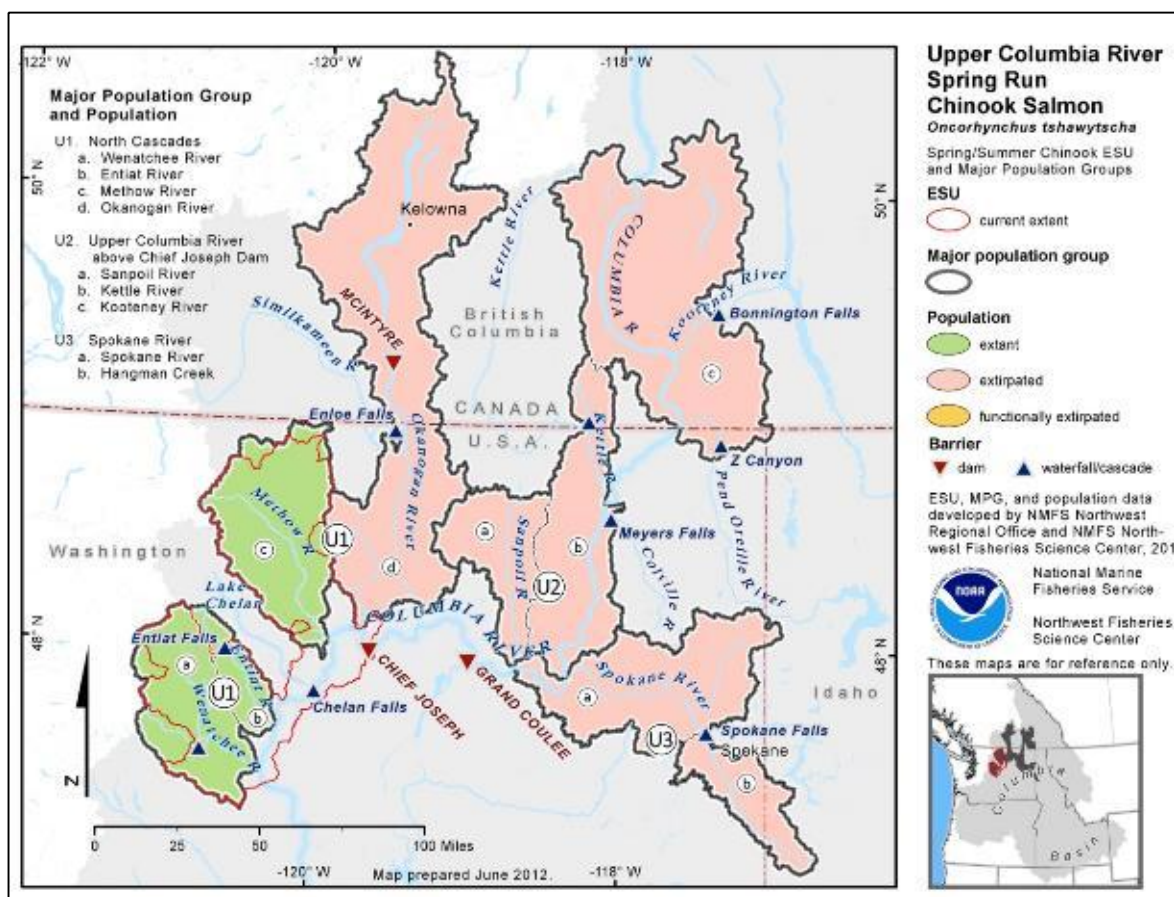 -122° W
-120° W
-118° W
Major Population Group
and Population
U1. North Cascades
a. Wenatchee River
b. Entiat River
c. Methow River
d. Okanogan River
U2. Upper Columbia River
above Chief Joseph Dam
a. Sanpoil River
b. Kettle River
c. Kooteney River
U3. Spokane River
a. Spokane River
b. Hangman Creek
50° N
50° N
48° N
48° N
Kelowna
Kettle River
COLUMBIA R
Kooteney River
Bonnington Falls
British
Columbia
Similkameen R
MCINTYRE
c
Enloe Falls
CANADA
U.S.A.
Okanogan River
Kettle R
Z Canyon
Pend Oreille River
Methow R
Meyers Falls
Washington
c
U1
d
a
Sanpoil R
b
U2
Colville R
Lake
Chelan
COLUMBIA RIVER
Entiat Falls
a
U1
Entiat R
b
Wenatchee R
Chelan Falls
CHIEF JOSEPH
GRAND COULEE
a
Spokane River
Idaho
U3
Spokane Falls
Spokane
b
N
0 25 50 100 Miles
Map prepared June 2012.
-120° W
-118° W
Upper Columbia River
Spring Run
Chinook Salmon
Oncorhynchus tshawytscha
Spring/Summer Chinook ESU
and Major Population Groups
ESU
current extent
Major population group
Population
extant
extirpated
functionally extirpated
Barrier
dam waterfall/cascade
ESU, MPG, and population data
developed by NMFS Northwest
Regional Office and NMFS North-
west Fisheries Science Center, 201
NOAA
National Marine
Fisheries Service
Northwest Fisheries
Science Center
These maps are for reference only.
Columbia
Basin